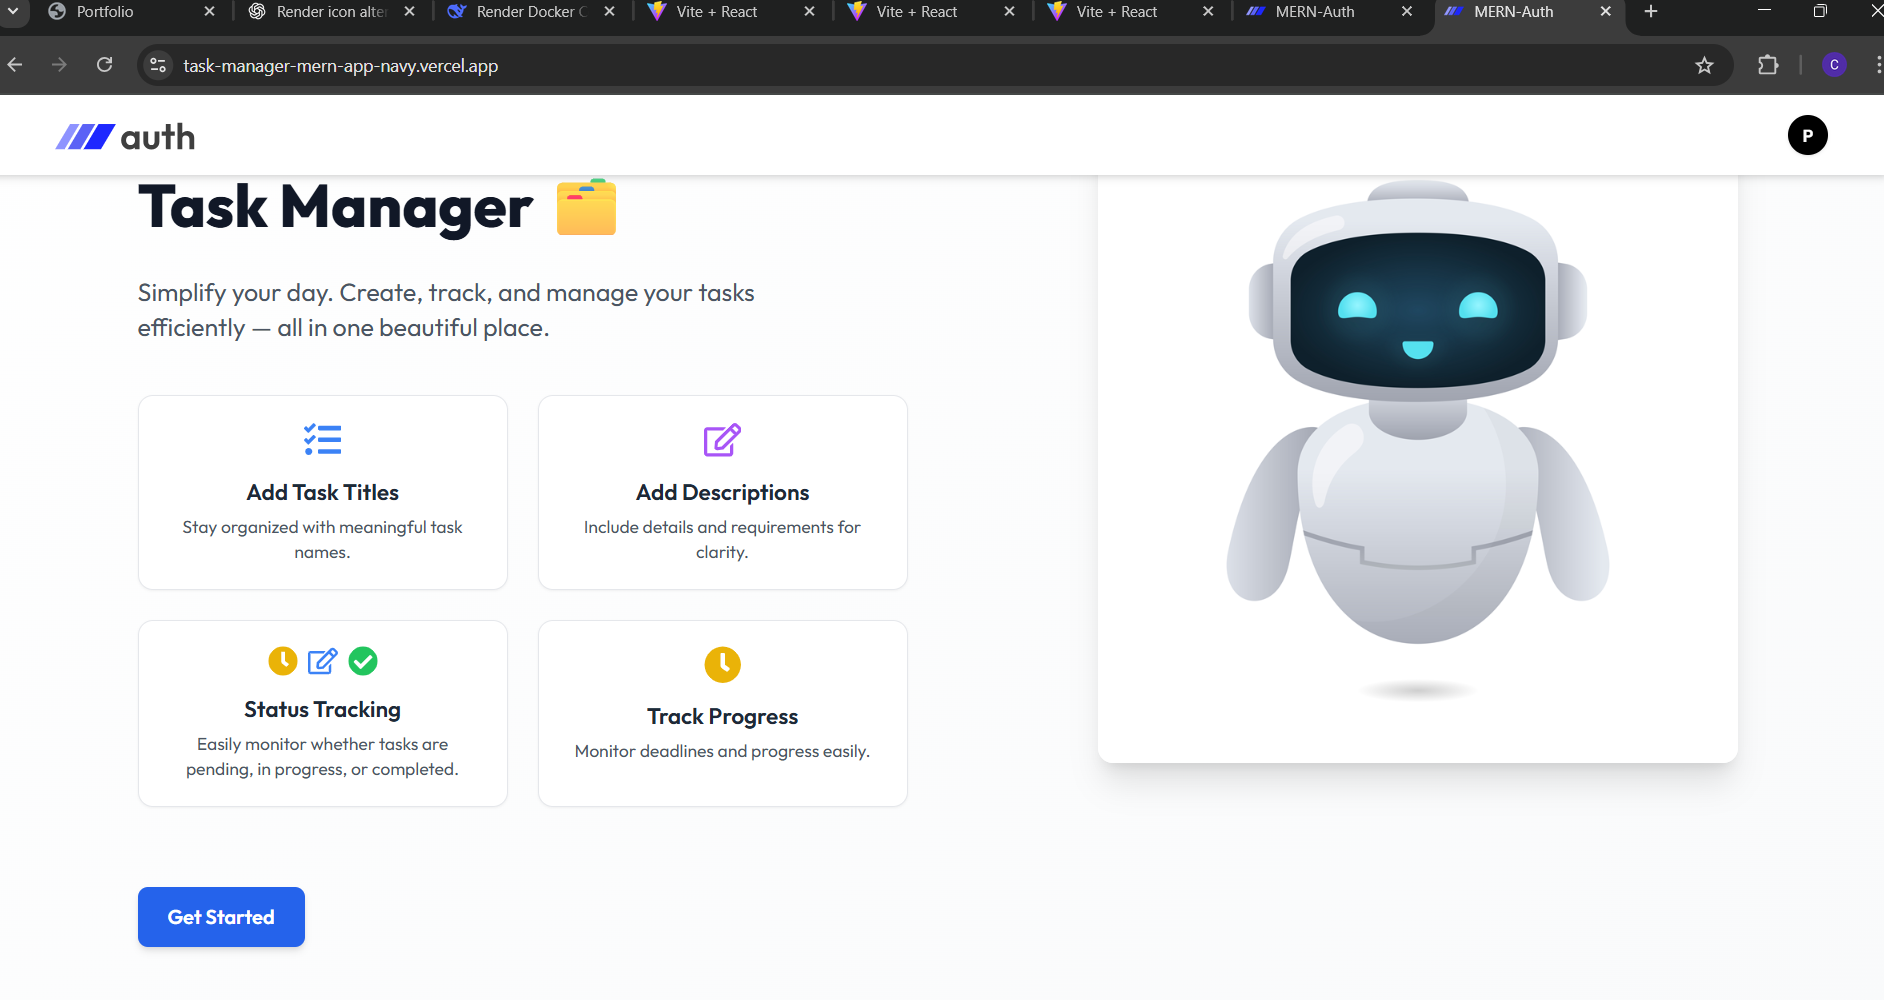 Portfolio
Render icon alter
Render Docker C
Vite + React
Vite + React
Vite + React
MERN-Auth
MERN-Auth
task-manager-mern-app-navy.vercel.app
C
auth
P
Task Manager
Simplify your day. Create, track, and manage your tasks
efficiently — all in one beautiful place.
Add Task Titles
Stay organized with meaningful task
names.
Add Descriptions
Include details and requirements for
clarity.
Status Tracking
Easily monitor whether tasks are
pending, in progress, or completed.
Track Progress
Monitor deadlines and progress easily.
Get Started